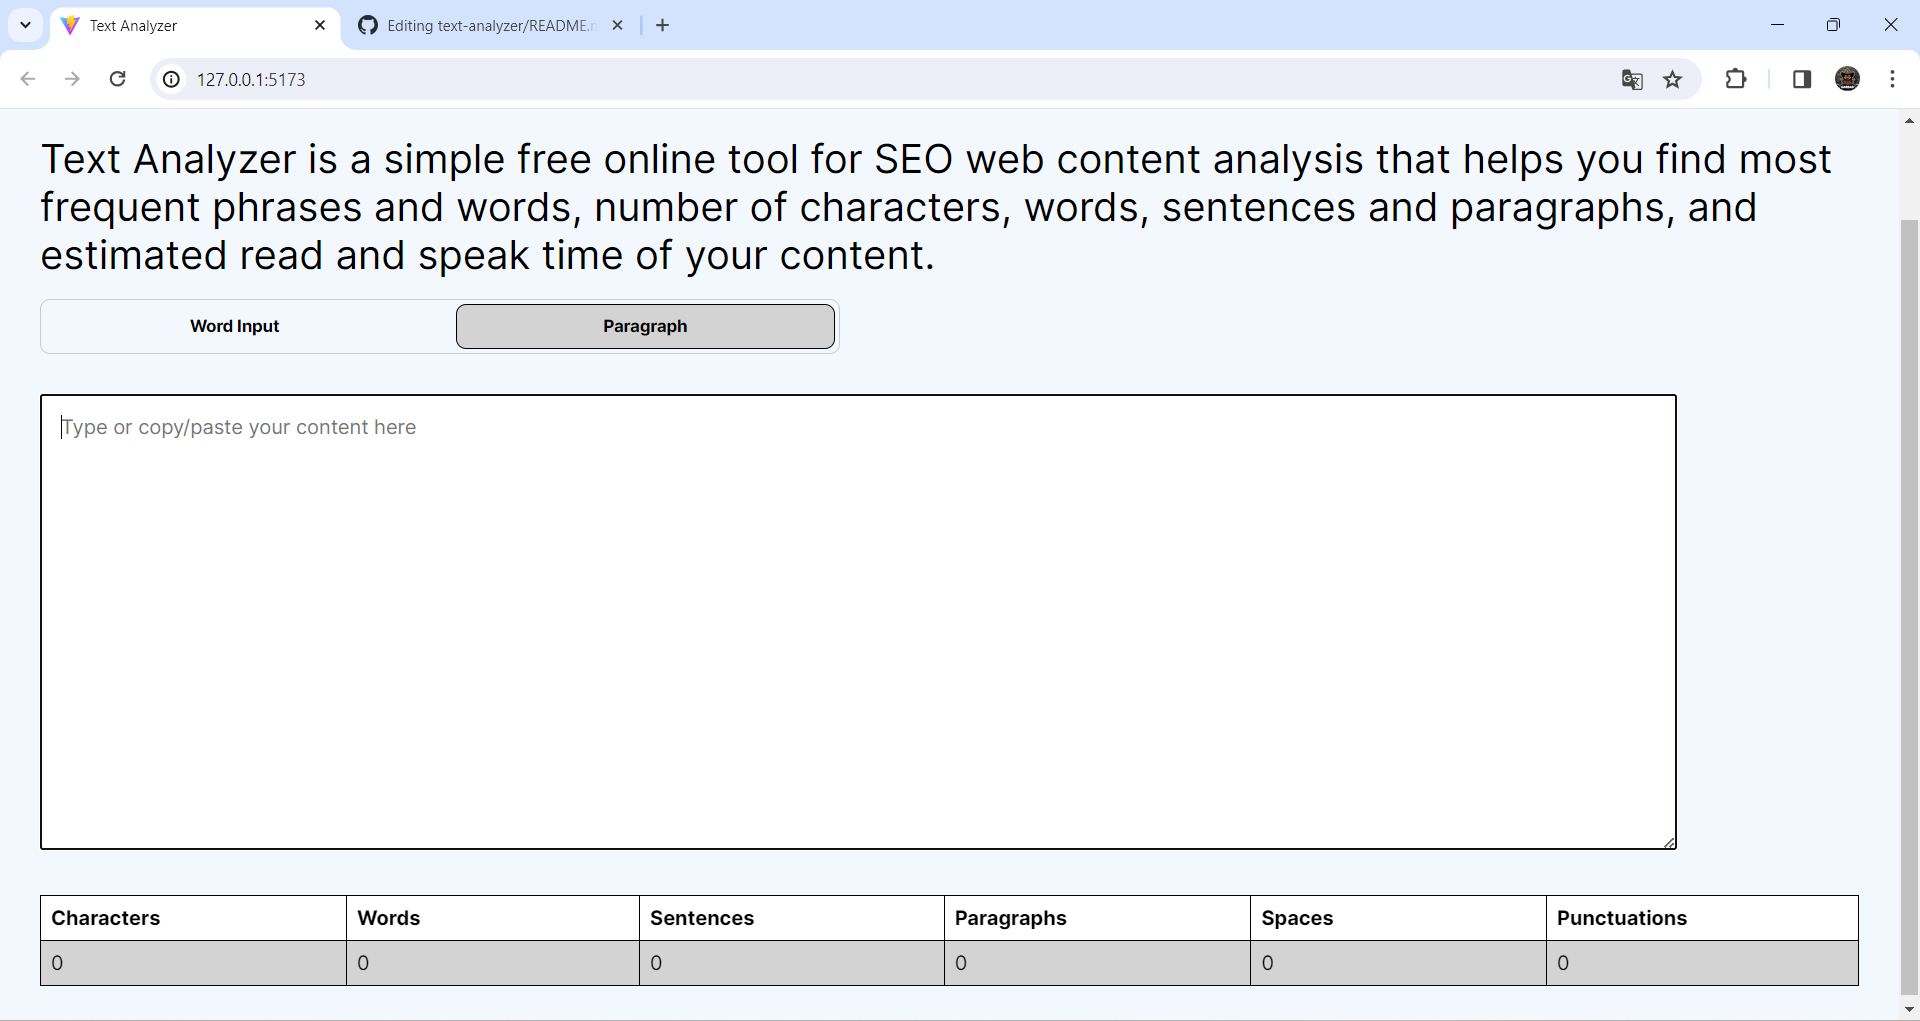 Text Analyzer
Editing text-analyzer/README.
127.0.0.1:5173
Text Analyzer is a simple free online tool for SEO web content analysis that helps you find most
frequent phrases and words, number of characters, words, sentences and paragraphs, and
estimated read and speak time of your content.
Word Input
Paragraph
Type or copy/paste your content here
Characters Words Sentences Paragraphs Spaces Punctuations
0 0 0 0 0 0